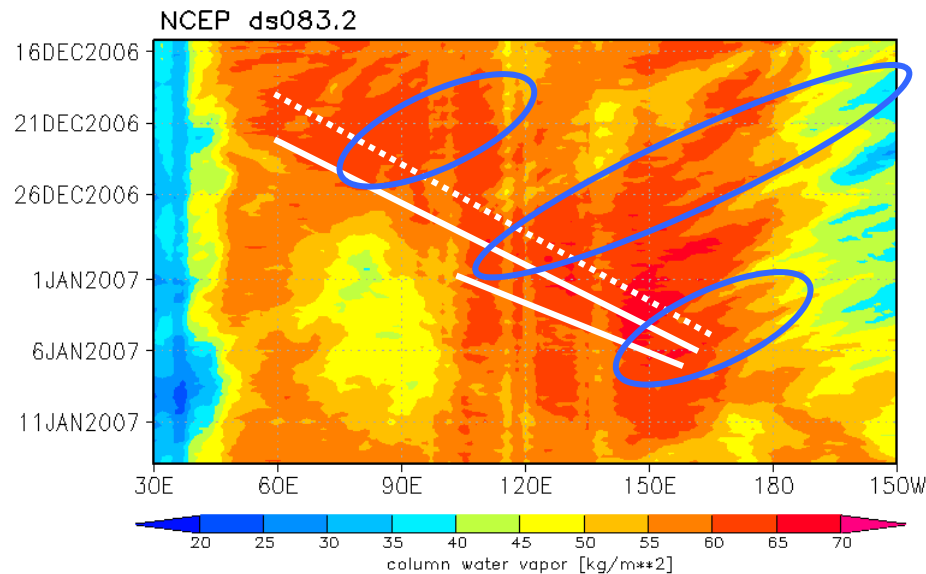 NCEP ds083.2
16DEC2006
21DEC2006
26DEC2006
1JAN2007
6JAN2007
11JAN2007
30E 60E 90E 120E 150E 180 150W
20 25 30 35 40 45 50 55 60 65 70
column water vapor [kg/m**2]